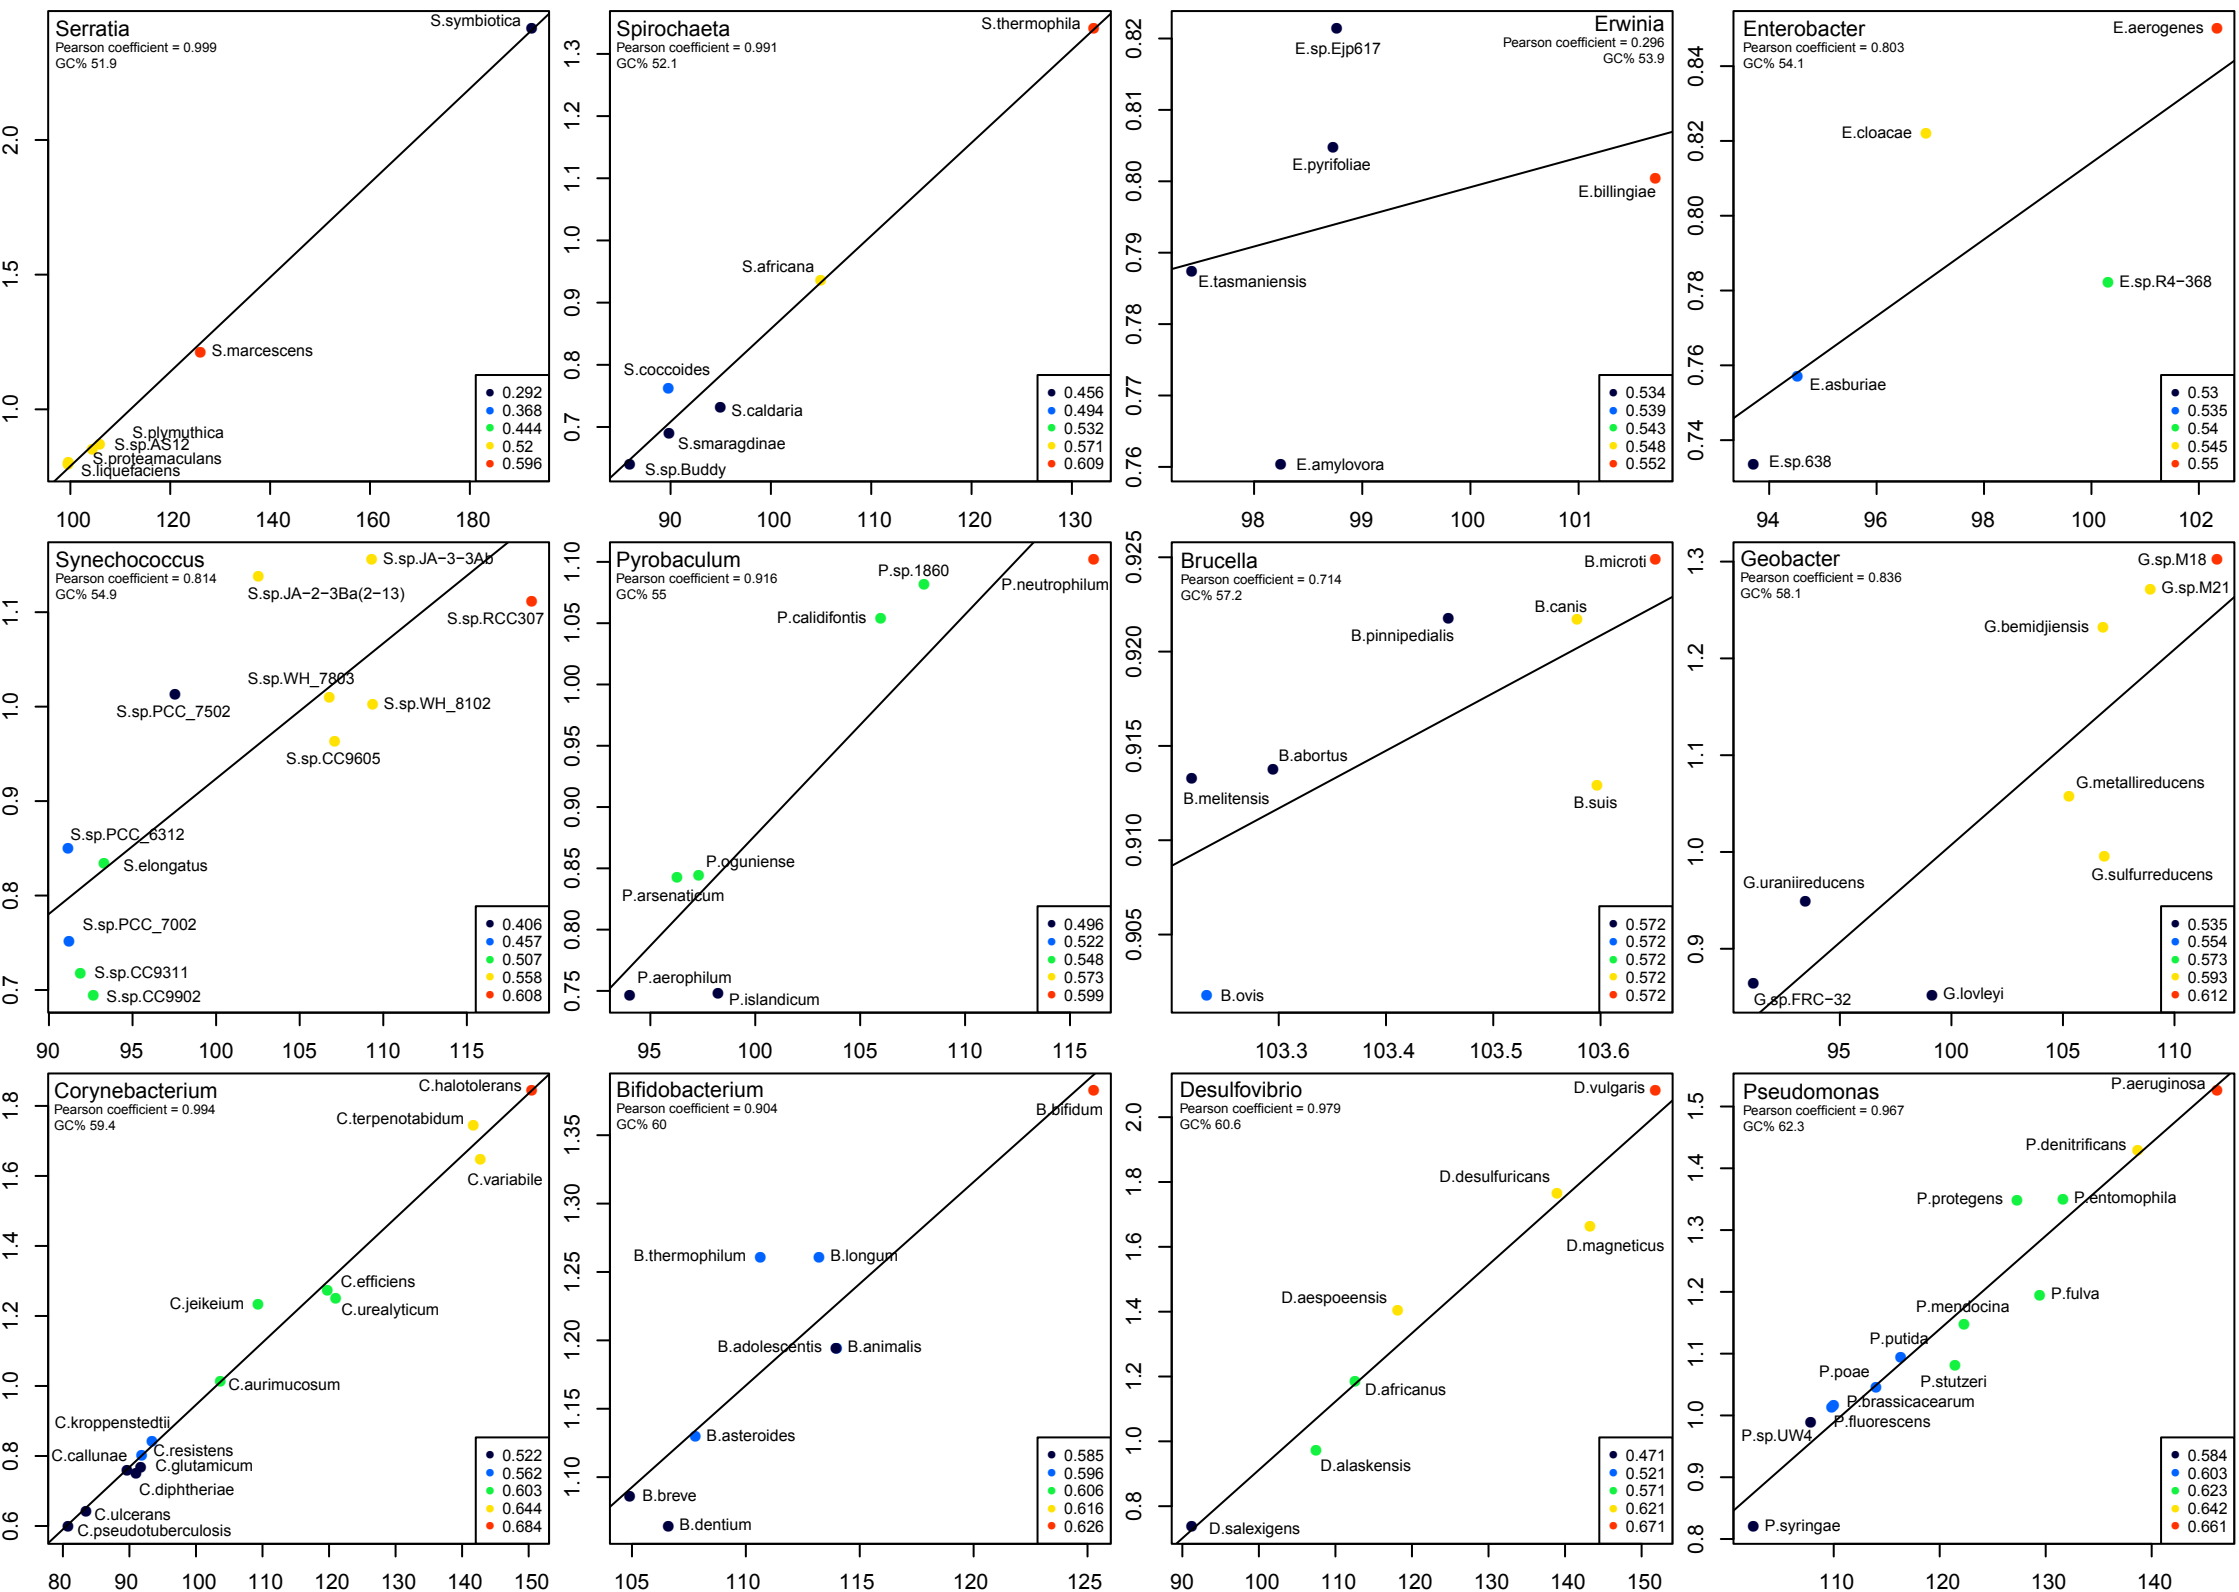 Serratia
Pearson coefficient = 0.999
GC% 51.9
S.symbiotica
S.marcescens
S.plymuthica
S.sp.AS12
S.proteamaculans
S.liquefaciens
0.292
0.368
0.444
0.52
0.596
1.0 1.5 2.0
100 120 140 160 180
Spirochaeta
Pearson coefficient = 0.991
GC% 52.1
S.thermophila
S.africana
S.coccoides
S.caldaria
S.smaragdinae
S.sp.Buddy
0.456
0.494
0.532
0.571
0.609
0.7 0.8 0.9 1.0 1.1 1.2 1.3
90 100 110 120 130
Erwinia
Pearson coefficient = 0.296
GC% 53.9
E.sp.Ejp617
E.pyrifoliae
E.billingiae
E.tasmaniensis
E.amylovora
0.534
0.539
0.543
0.548
0.552
0.76 0.77 0.78 0.79 0.80 0.81 0.82
98 99 100 101
Enterobacter
Pearson coefficient = 0.803
GC% 54.1
E.aerogenes
E.cloacae
E.sp.R4−368
E.asburiae
E.sp.638
0.53
0.535
0.54
0.545
0.55
0.74 0.76 0.78 0.80 0.82 0.84
94 96 98 100 102
Synechococcus
Pearson coefficient = 0.814
GC% 54.9
S.sp.JA−3−3Ab
S.sp.JA−2−3Ba(2−13)
S.sp.RCC307
S.sp.WH_7803
S.sp.PCC_7502
S.sp.WH_8102
S.sp.CC9605
S.sp.PCC_6312
S.elongatus
S.sp.PCC_7002
S.sp.CC9311
S.sp.CC9902
0.406
0.457
0.507
0.558
0.608
0.7 0.8 0.9 1.0 1.1
90 95 100 105 110 115
Pyrobaculum
Pearson coefficient = 0.916
GC% 55
P.sp.1860
P.neutrophilum
P.calidifontis
P.oguniense
P.arsenaticum
P.aerophilum
P.islandicum
0.496
0.522
0.548
0.573
0.599
0.75 0.80 0.85 0.90 0.95 1.00 1.05 1.10
95 100 105 110 115
Brucella
Pearson coefficient = 0.714
GC% 57.2
B.microti
B.canis
B.pinnipedialis
B.abortus
B.melitensis
B.suis
B.ovis
0.572
0.572
0.572
0.572
0.572
0.905 0.910 0.915 0.920 0.925
103.3 103.4 103.5 103.6
Geobacter
Pearson coefficient = 0.836
GC% 58.1
G.sp.M18
G.sp.M21
G.bemidjiensis
G.metallireducens
G.sulfurreducens
G.uraniireducens
G.sp.FRC−32
G.lovleyi
0.535
0.554
0.573
0.593
0.612
0.9 1.0 1.1 1.2 1.3
95 100 105 110
Corynebacterium
Pearson coefficient = 0.994
GC% 59.4
C.halotolerans
C.terpenotabidum
C.variabile
C.efficiens
C.jeikeium
C.urealyticum
C.aurimucosum
C.kroppenstedtii
C.resistens
C.callunae
C.glutamicum
C.diphtheriae
C.ulcerans
C.pseudotuberculosis
0.522
0.562
0.603
0.644
0.684
0.6 0.8 1.0 1.2 1.4 1.6 1.8
80 90 100 110 120 130 140 150
Bifidobacterium
Pearson coefficient = 0.904
GC% 60
B.bifidum
B.thermophilum
B.longum
B.adolescentis
B.animalis
B.asteroides
B.breve
B.dentium
0.585
0.596
0.606
0.616
0.626
1.10 1.15 1.20 1.25 1.30 1.35
105 110 115 120 125
Desulfovibrio
Pearson coefficient = 0.979
GC% 60.6
D.vulgaris
D.desulfuricans
D.magneticus
D.aespoeensis
D.africanus
D.alaskensis
D.salexigens
0.471
0.521
0.571
0.621
0.671
0.8 1.0 1.2 1.4 1.6 1.8 2.0
90 100 110 120 130 140 150
Pseudomonas
Pearson coefficient = 0.967
GC% 62.3
P.aeruginosa
P.denitrificans
P.protegens
P.entomophila
P.fulva
P.mendocina
P.putida
P.poae
P.stutzeri
P.brassicacearum
P.fluorescens
P.sp.UW4
P.syringae
0.584
0.603
0.623
0.642
0.661
0.8 0.9 1.0 1.1 1.2 1.3 1.4 1.5
110 120 130 140